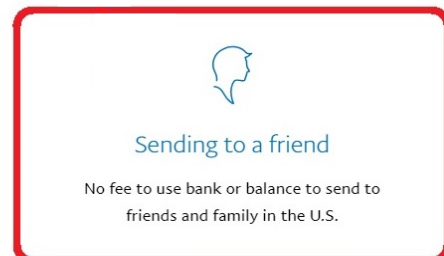 Sending to a friend
No fee to use bank or balance to send to
friends and family in the U.S.